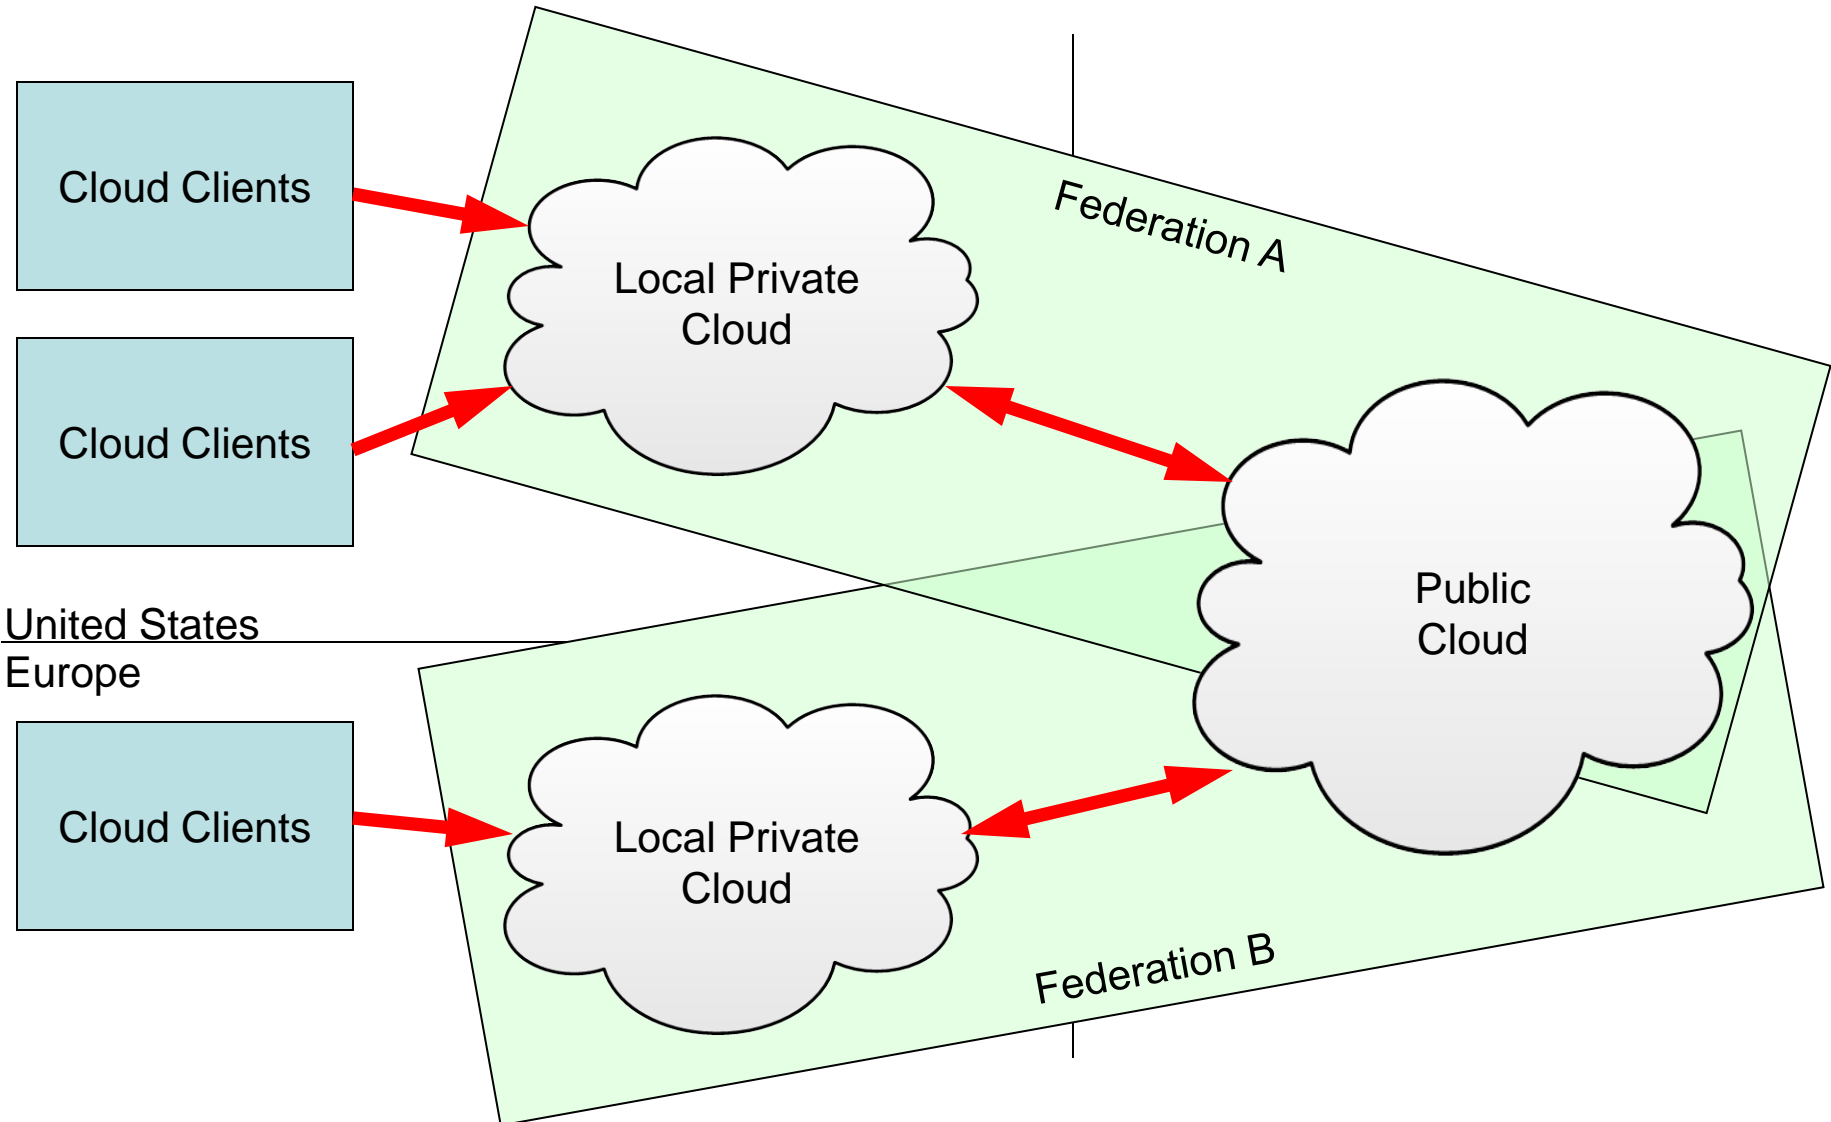 Cloud Clients
Federation A
Local Private
Cloud
Cloud Clients
Public
Cloud
United States
Europe
Cloud Clients
Local Private
Cloud
Federation B